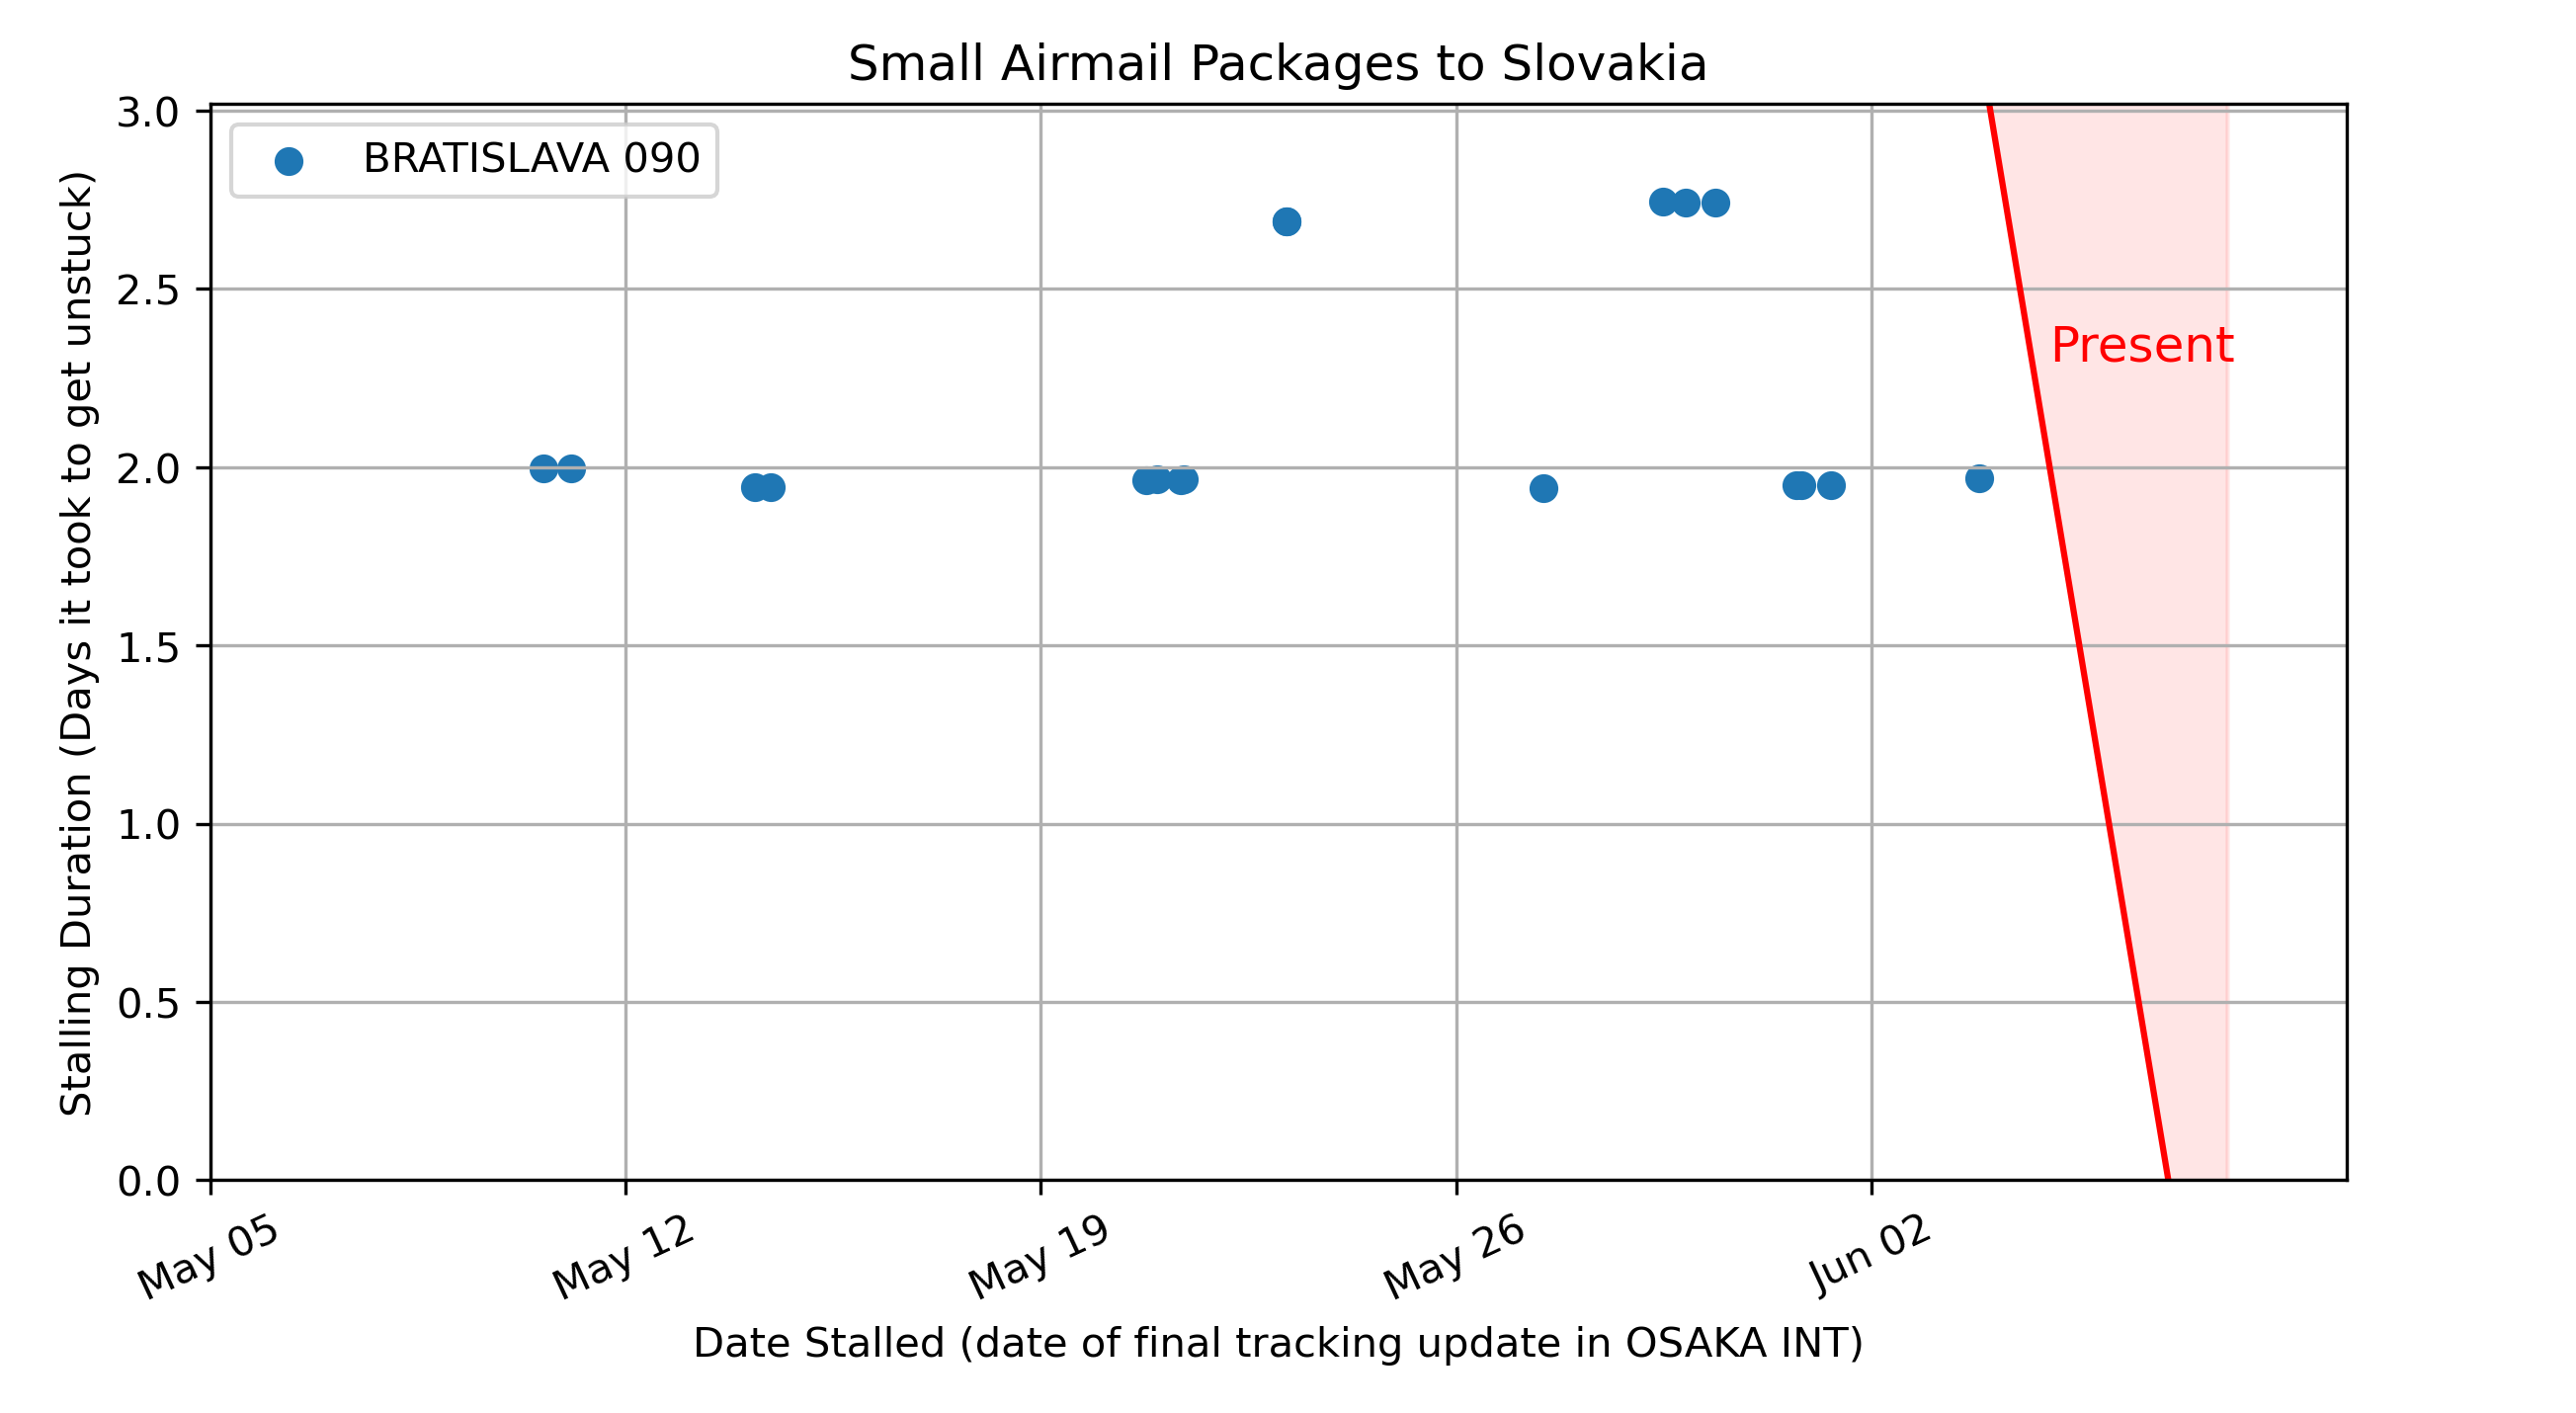 Small Airmail Packages to Slovakia
BRATISLAVA 090
Present
Stalling Duration (Days it took to get unstuck)
3.0
2.5
2.0
1.5
1.0
0.5
0.0
May 05
May 12
May 19
May 26
Jun 02
Date Stalled (date of final tracking update in OSAKA INT)